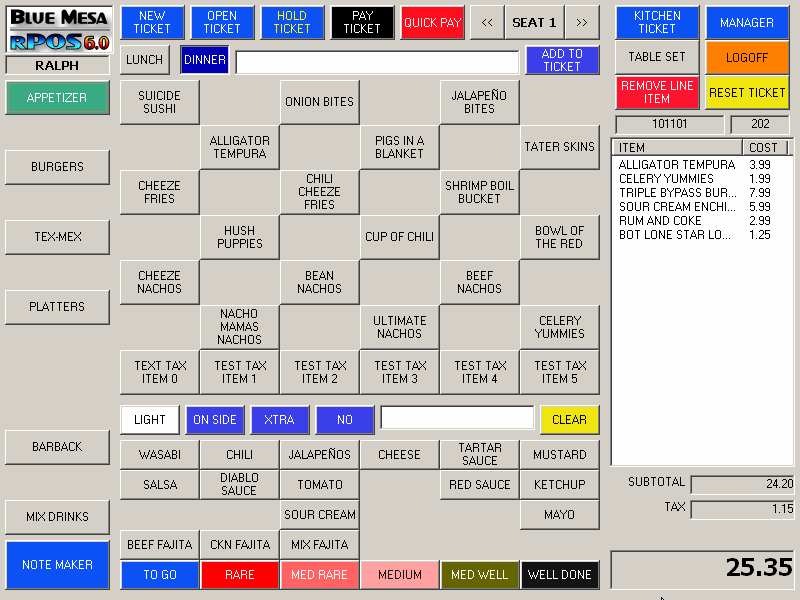 BLUE MESA
RPOS 6.0
RALPH
NEW TICKET
OPEN TICKET
HOLD TICKET
PAY TICKET
QUICK PAY
<<
SEAT 1
>>
KITCHEN TICKET
MANAGER
LUNCH
DINNER
ADD TO TICKET
TABLE SET
LOGOFF
REMOVE LINE ITEM
RESET TICKET
101101
202
APPETIZER
BURGERS
TEX-MEX
PLATTERS
BARBACK
MIX DRINKS
NOTE MAKER
SUICIDE SUSHI
ONION BITES
JALAPEÑO BITES
ALLIGATOR TEMPURA
PIGS IN A BLANKET
TATER SKINS
CHEEZE FRIES
CHILI CHEEZE FRIES
SHRIMP BOIL BUCKET
HUSH PUPPIES
CUP OF CHILI
BOWL OF THE RED
CHEEZE NACHOS
BEAN NACHOS
BEEF NACHOS
NACHO MAMAS NACHOS
ULTIMATE NACHOS
CELERY YUMMIES
TEXT TAX ITEM 0
TEST TAX ITEM 1
TEST TAX ITEM 2
TEST TAX ITEM 3
TEST TAX ITEM 4
TEST TAX ITEM 5
LIGHT
ON SIDE
XTRA
NO
CLEAR
WASABI
CHILI
JALAPEÑOS
CHEESE
TARTAR SAUCE
MUSTARD
SALSA
DIABLO SAUCE
TOMATO
RED SAUCE
KETCHUP
SOUR CREAM
MAYO
BEEF FAJITA
CKN FAJITA
MIX FAJITA
TO GO
RARE
MED RARE
MEDIUM
MED WELL
WELL DONE
ITEM COST
ALLIGATOR TEMPURA 3.99
CELERY YUMMIES 1.99
TRIPLE BYPASS BUR... 7.99
SOUR CREAM ENCHI... 5.99
RUM AND COKE 2.99
BOT LONE STAR LO... 1.25
SUBTOTAL 24.20
TAX 1.15
25.35